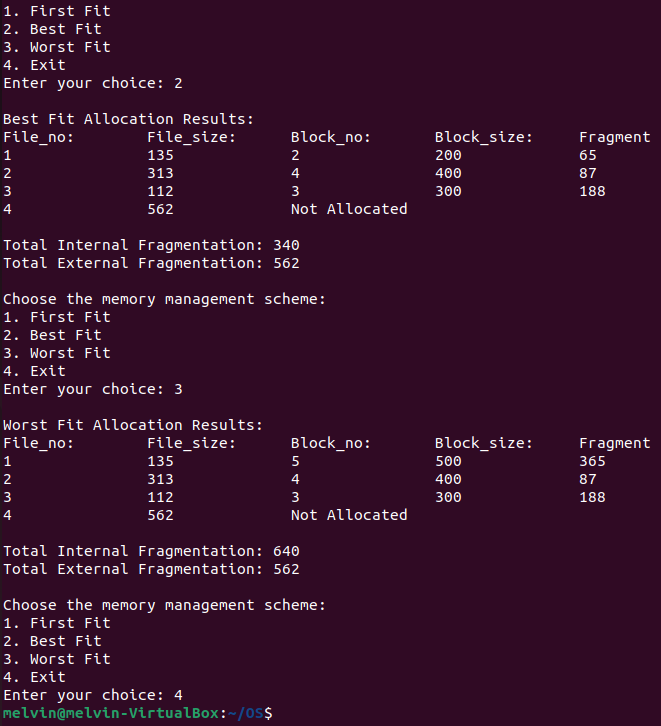 1. First Fit
2. Best Fit
3. Worst Fit
4. Exit
Enter your choice: 2
Best Fit Allocation Results:
File_no: File_size: Block_no: Block_size: Fragment
1 135 2 200 65
2 313 4 400 87
3 112 3 300 188
4 562 Not Allocated
Total Internal Fragmentation: 340
Total External Fragmentation: 562
Choose the memory management scheme:
1. First Fit
2. Best Fit
3. Worst Fit
4. Exit
Enter your choice: 3
Worst Fit Allocation Results:
File_no: File_size: Block_no: Block_size: Fragment
1 135 5 500 365
2 313 4 400 87
3 112 3 300 188
4 562 Not Allocated
Total Internal Fragmentation: 640
Total External Fragmentation: 562
Choose the memory management scheme:
1. First Fit
2. Best Fit
3. Worst Fit
4. Exit
Enter your choice: 4
melvin@melvin-VirtualBox:~/OS$